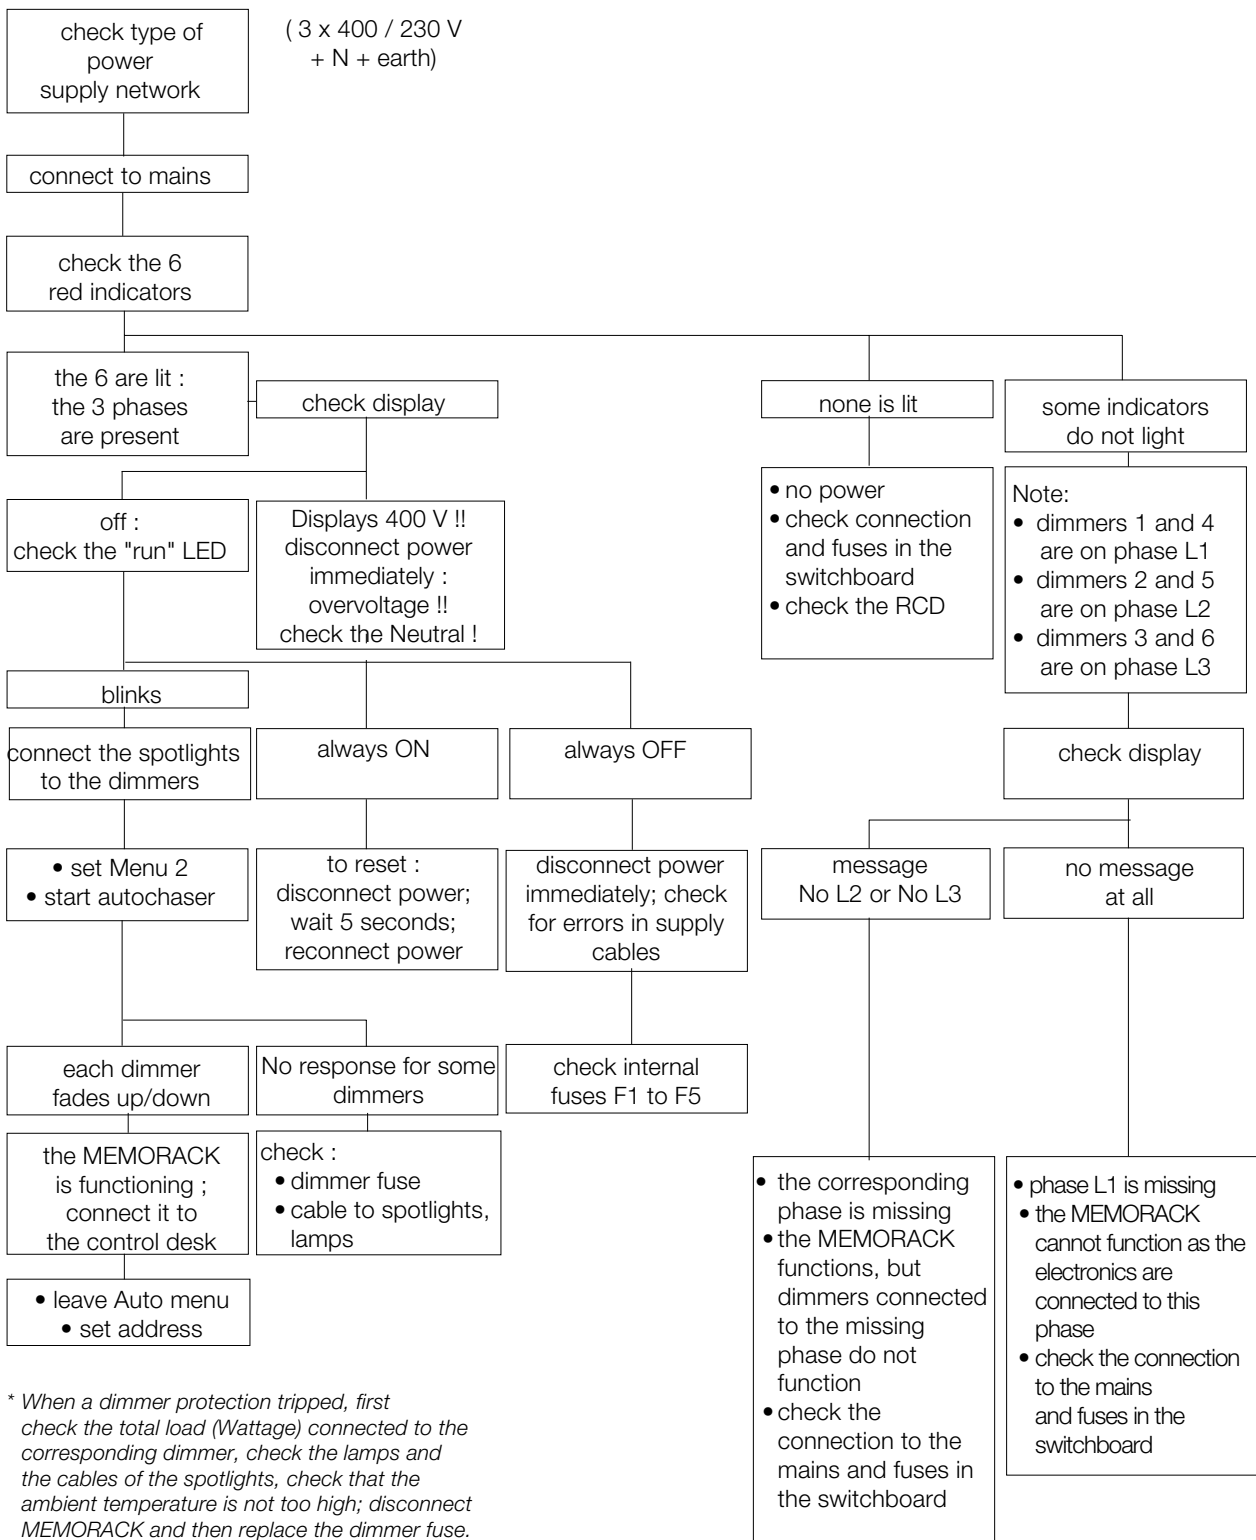 check type of
power
supply network
( 3 x 400 / 230 V
+ N + earth)
connect to mains
check the 6
red indicators
the 6 are lit :
the 3 phases
are present
check display
none is lit
some indicators
do not light
off :
check the "run" LED
Displays 400 V !!
disconnect power
immediately :
overvoltage !!
check the Neutral !
• no power
• check connection
and fuses in the
switchboard
• check the RCD
Note:
• dimmers 1 and 4
are on phase L1
• dimmers 2 and 5
are on phase L2
• dimmers 3 and 6
are on phase L3
blinks
connect the spotlights
to the dimmers
always ON
always OFF
check display
• set Menu 2
• start autochaser
to reset :
disconnect power;
wait 5 seconds;
reconnect power
disconnect power
immediately; check
for errors in supply
cables
message
No L2 or No L3
no message
at all
each dimmer
fades up/down
No response for some
dimmers
check internal
fuses F1 to F5
the MEMORACK
is functioning ;
connect it to
the control desk
check :
• dimmer fuse
• cable to spotlights,
lamps
• the corresponding
phase is missing
• the MEMORACK
functions, but
dimmers connected
to the missing
phase do not
function
• check the
connection to the
mains and fuses in
the switchboard
• phase L1 is missing
• the MEMORACK
cannot function as the
electronics are
connected to this
phase
• check the connection
to the mains
and fuses in the
switchboard
• leave Auto menu
• set address
* When a dimmer protection tripped, first
check the total load (Wattage) connected to the
corresponding dimmer, check the lamps and
the cables of the spotlights, check that the
ambient temperature is not too high; disconnect
MEMORACK and then replace the dimmer fuse.